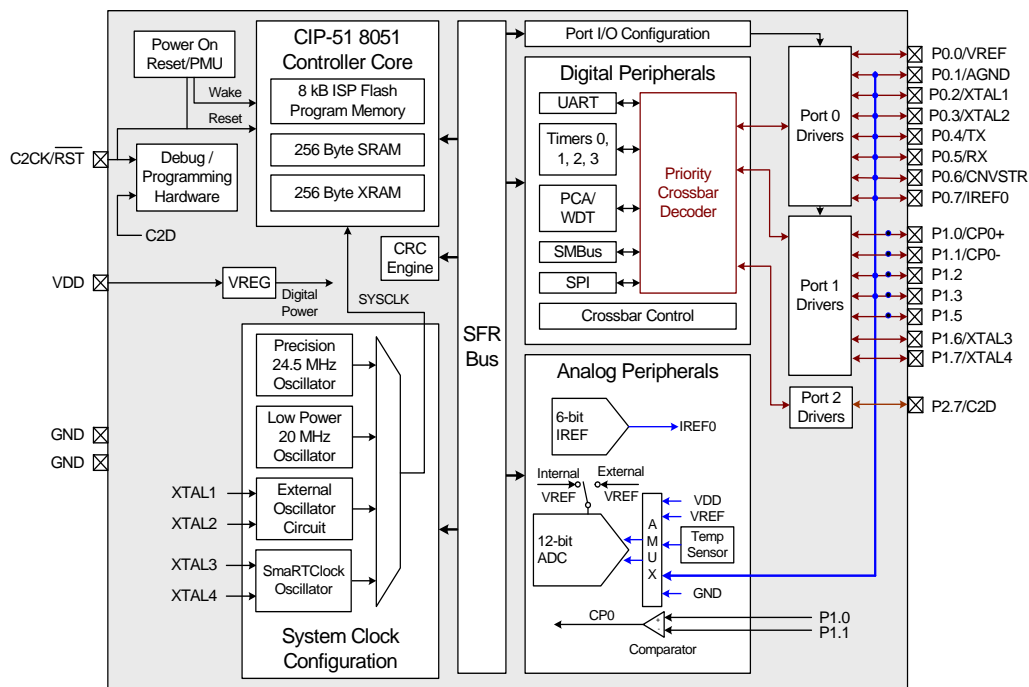 Power On
Reset/PMU
Wake
Reset
C2CK/RST
Debug /
Programming
Hardware
C2D
VDD
VREG
Digital
Power
GND
GND
CIP-51 8051
Controller Core
8 kB ISP Flash
Program Memory
256 Byte SRAM
256 Byte XRAM
CRC
Engine
SYSCLK
Precision
24.5 MHz
Oscillator
Low Power
20 MHz
Oscillator
XTAL1
XTAL2
External
Oscillator
Circuit
XTAL3
XTAL4
SmaRTClock
Oscillator
System Clock
Configuration
SFR
Bus
Port I/O Configuration
Digital Peripherals
UART
Timers 0,
1, 2, 3
PCA/
WDT
SMBus
SPI
Priority
Crossbar
Decoder
Crossbar Control
Analog Peripherals
6-bit
IREF
IREF0
Internal
VREF
External
VREF
12-bit
ADC
A
M
U
X
VDD
VREF
Temp
Sensor
GND
CP0
+
-
Comparator
P1.0
P1.1
Port 0
Drivers
Port 1
Drivers
Port 2
Drivers
P0.0/VREF
P0.1/AGND
P0.2/XTAL1
P0.3/XTAL2
P0.4/TX
P0.5/RX
P0.6/CNVSTR
P0.7/IREF0
P1.0/CP0+
P1.1/CP0-
P1.2
P1.3
P1.5
P1.6/XTAL3
P1.7/XTAL4
P2.7/C2D